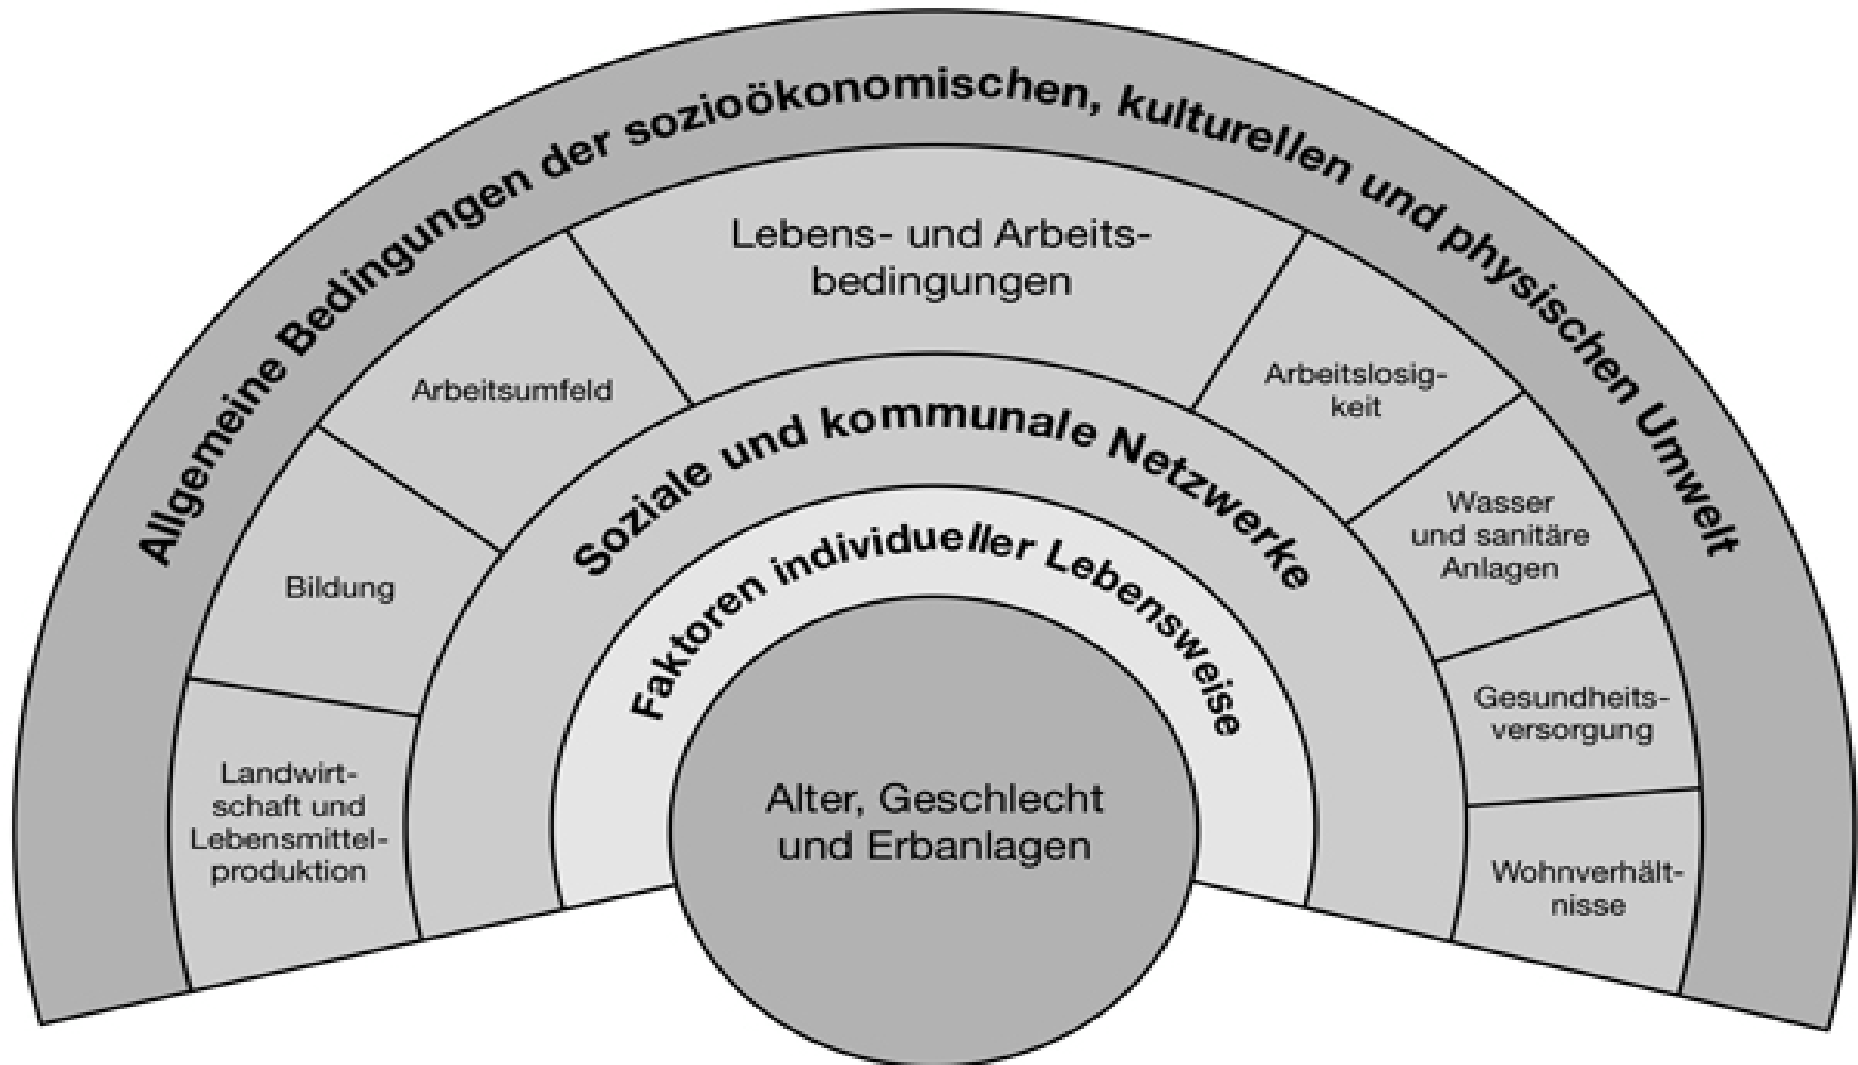 Allgemeine Bedingungen der sozioökonomischen, kulturellen und physischen Umwelt
Lebens- und Arbeits-
bedingungen
Arbeitsumfeld
Bildung
Landwirt-
schaft und
Lebensmittel-
produktion
Arbeitslosig-
keit
Wasser
und sanitäre
Anlagen
Gesundheits-
versorgung
Wohnverhält-
nisse
Soziale und kommunale Netzwerke
Faktoren individueller Lebensweise
Alter, Geschlecht
und Erbanlagen